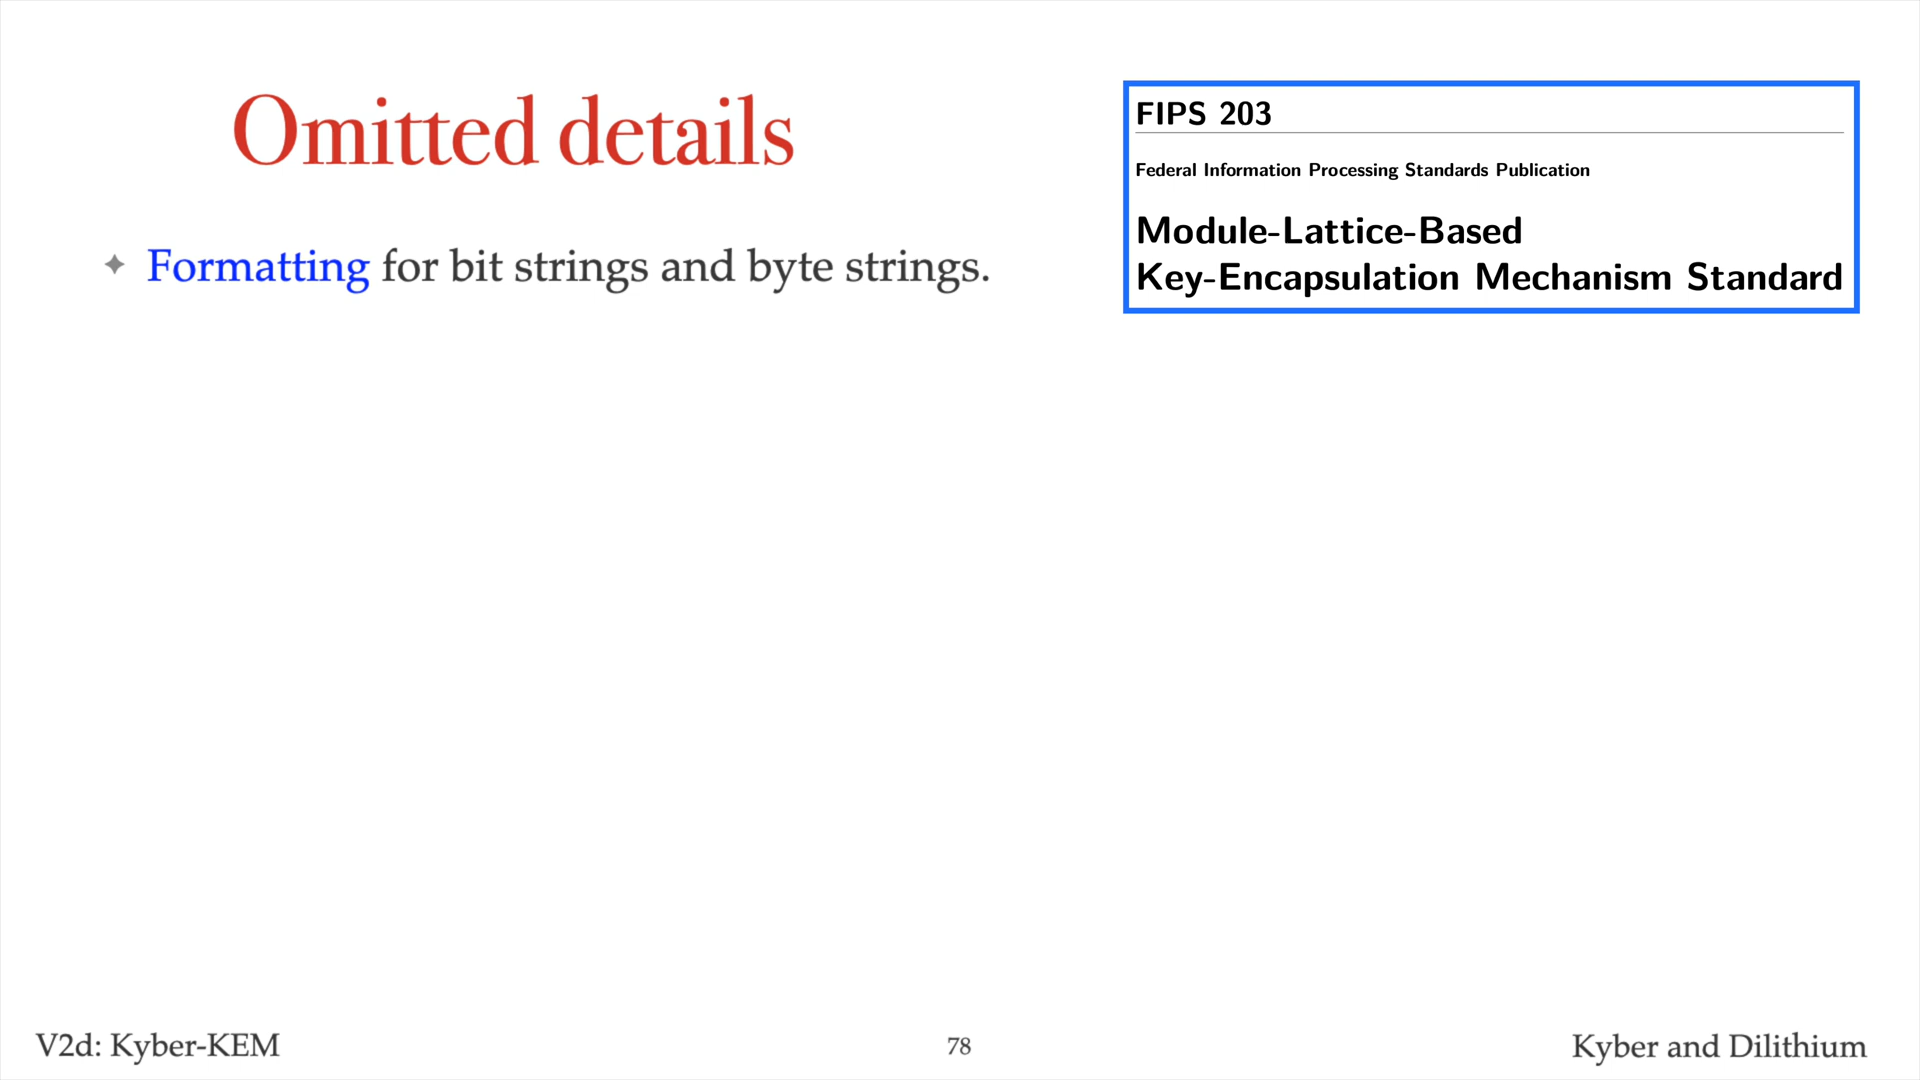 Omitted details
✦ Formatting for bit strings and byte strings.
FIPS 203
Federal Information Processing Standards Publication
Module-Lattice-Based
Key-Encapsulation Mechanism Standard
V2d: Kyber-KEM
78
Kyber and Dilithium